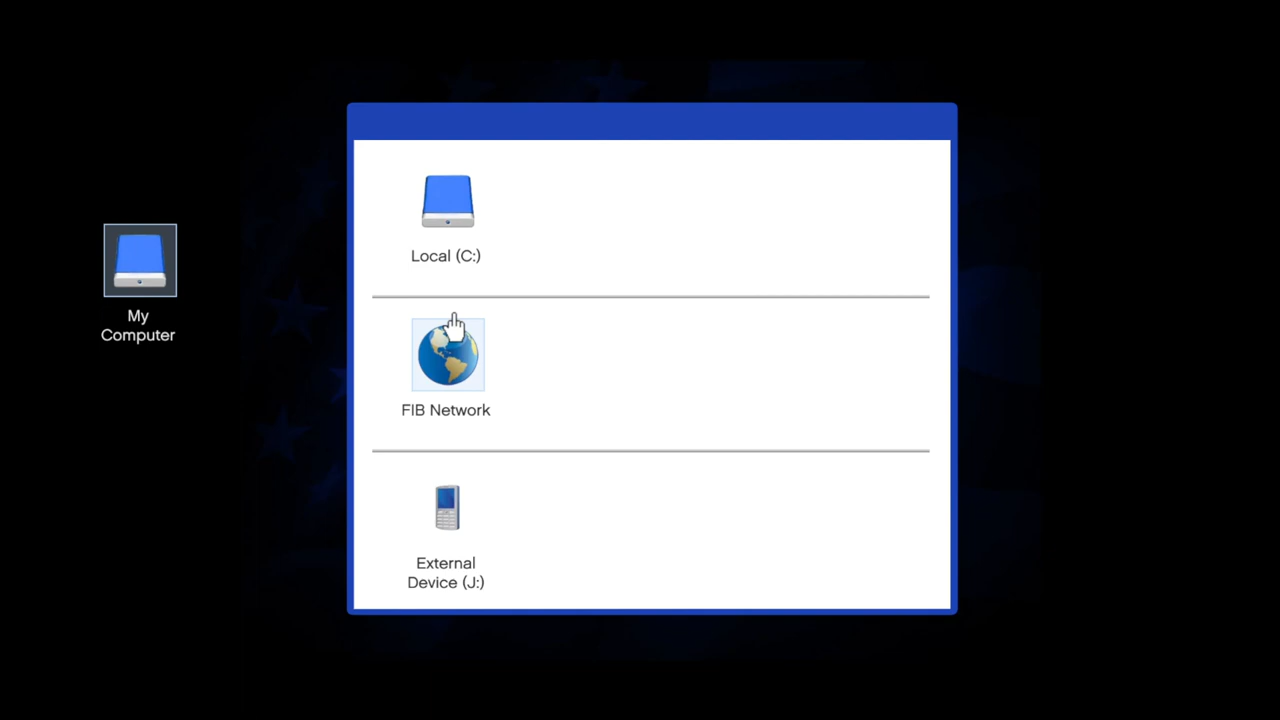 Local (C:)
My
Computer
FIB Network
External
Device (J:)